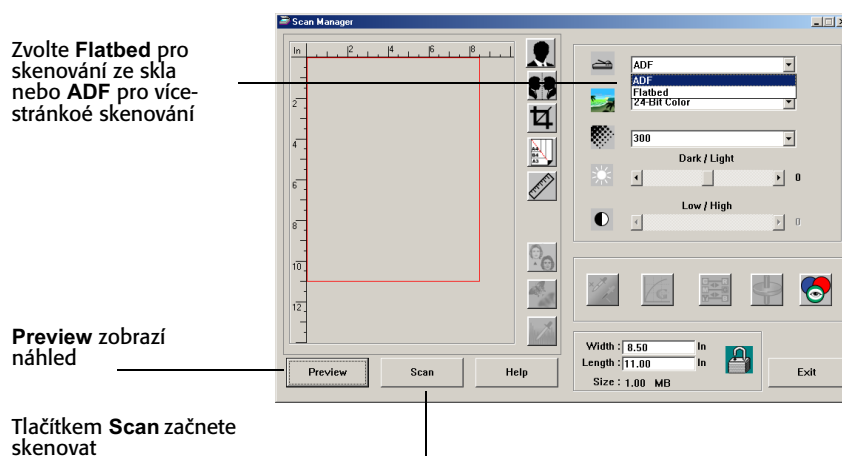 Scan Manager
Zvolte Flatbed pro
skenování ze skla
nebo ADF pro více-
stránkoé skenování
In
2
4
6
8
2
4
6
8
10
12
A4
B4
A3
ADF
ADF
Flatbed
24-Bit Color
300
Dark / Light
0
Low / High
0
G
Width : 8.50 In
Length : 11.00 In
Size : 1.00 MB
Preview
Scan
Help
Exit
Preview zobrazí
náhled
Tlačítkem Scan začnete
skenovat